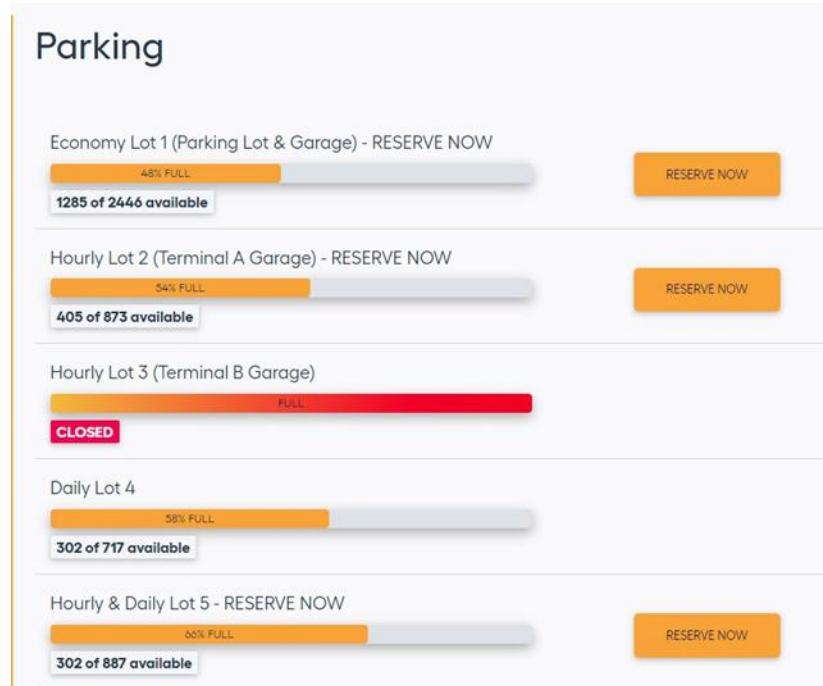 Parking
Economy Lot 1 (Parking Lot & Garage) - RESERVE NOW
48% FULL
RESERVE NOW
1285 of 2446 available
Hourly Lot 2 (Terminal A Garage) - RESERVE NOW
54% FULL
RESERVE NOW
405 of 873 available
Hourly Lot 3 (Terminal B Garage)
FULL
CLOSED
Daily Lot 4
58% FULL
302 of 717 available
Hourly & Daily Lot 5 - RESERVE NOW
66% FULL
RESERVE NOW
302 of 887 available